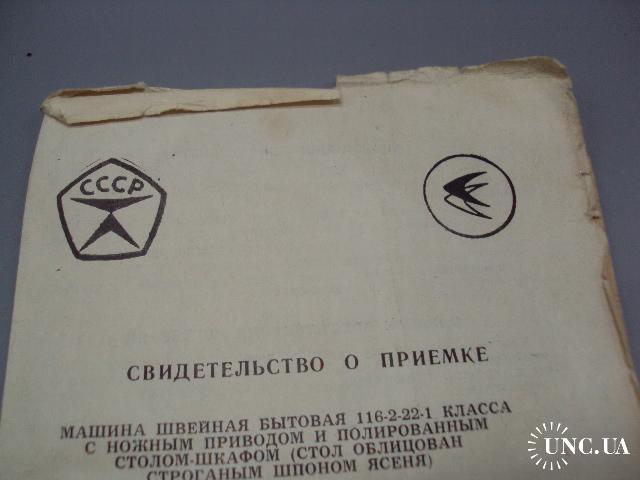 СССР
СВИДЕТЕЛЬСТВО О ПРИЕМКЕ
МАШИНА ШВЕЙНАЯ БЫТОВАЯ 116-2-22-1 КЛАССА
С НОЖНЫМ ПРИВОДОМ И ПОЛИРОВАННЫМ
СТОЛОМ-ШКАФОМ (СТОЛ ОБЛИЦОВАН
СТРОГАНЫМ ШПОНОМ ЯСЕНЯ)
UNC.UA